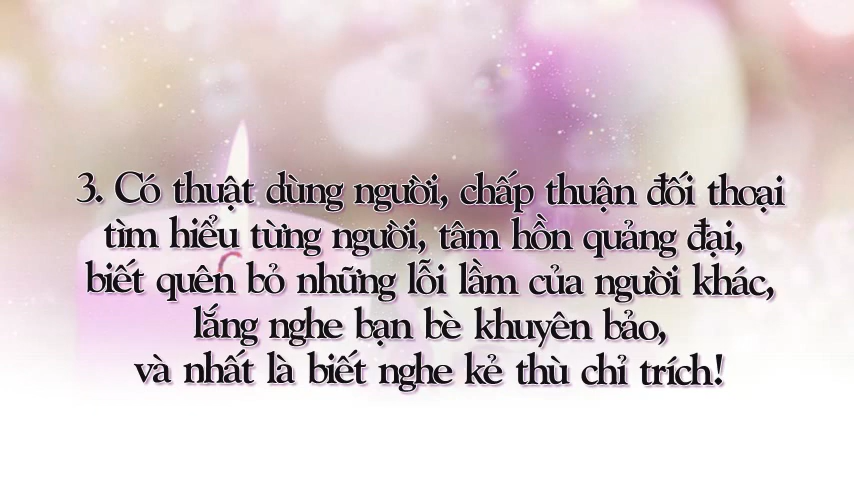 3. Có thuật dùng người, chấp thuận đối thoại
tìm hiểu từng người, tâm hồn quảng đại,
biết quên bỏ những lỗi lầm của người khác,
lắng nghe bạn bè khuyên bảo,
và nhất là biết nghe kẻ thù chỉ trích!